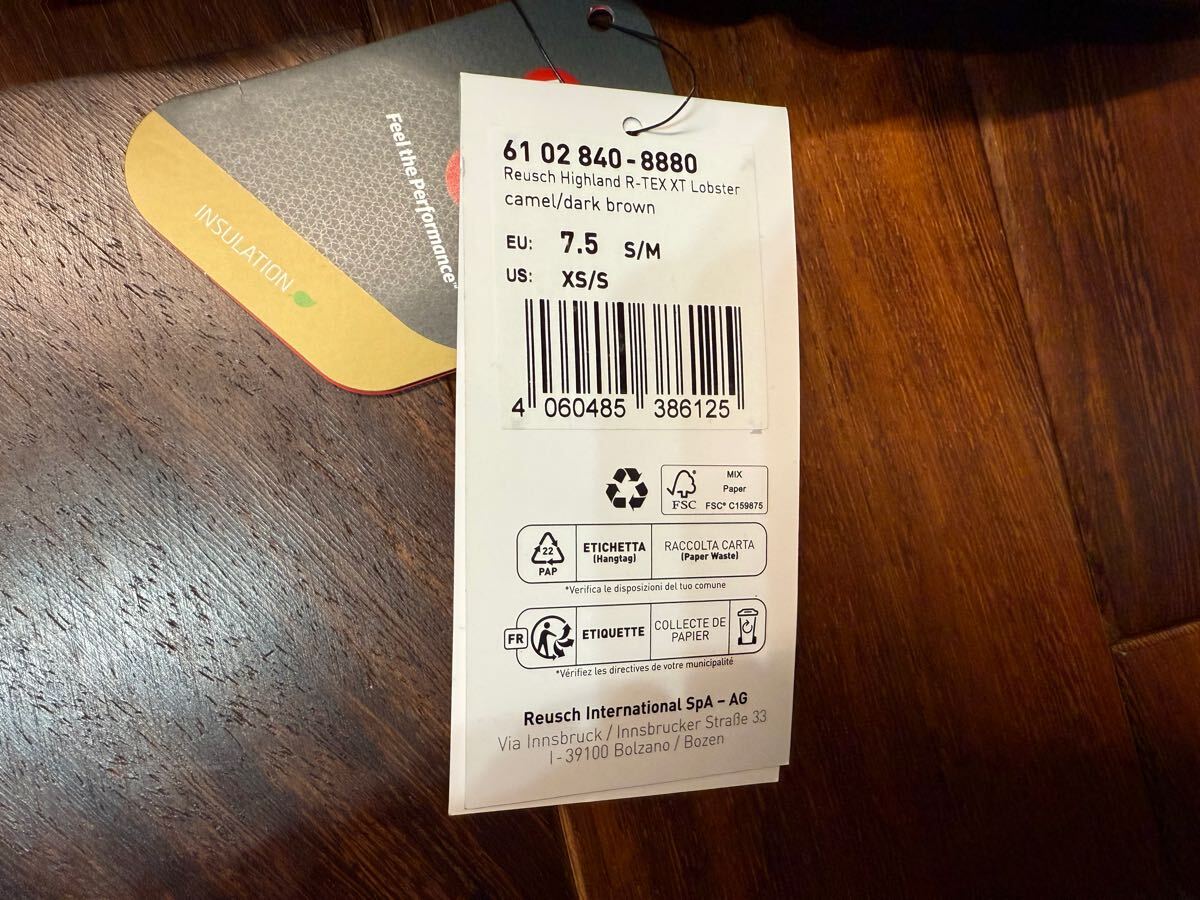 Feel the Performance™
INSULATION
61 02 840-8880
Reusch Highland R-TEX XT Lobster
camel/dark brown
EU: 7.5 S/M
US: XS/S
4 060485 386125
FSC
MIX
Paper
FSC® C159875
22
PAP
ETICHETTA
(Hangtag)
RACCOLTA CARTA
(Paper Waste)
*Verifica le disposizioni del tuo comune
FR
ETIQUETTE
COLLECTE DE
PAPIER
*Vérifiez les directives de votre municipalité
Reusch International SpA – AG
Via Innsbruck / Innsbrucker Straße 33
I-39100 Bolzano / Bozen